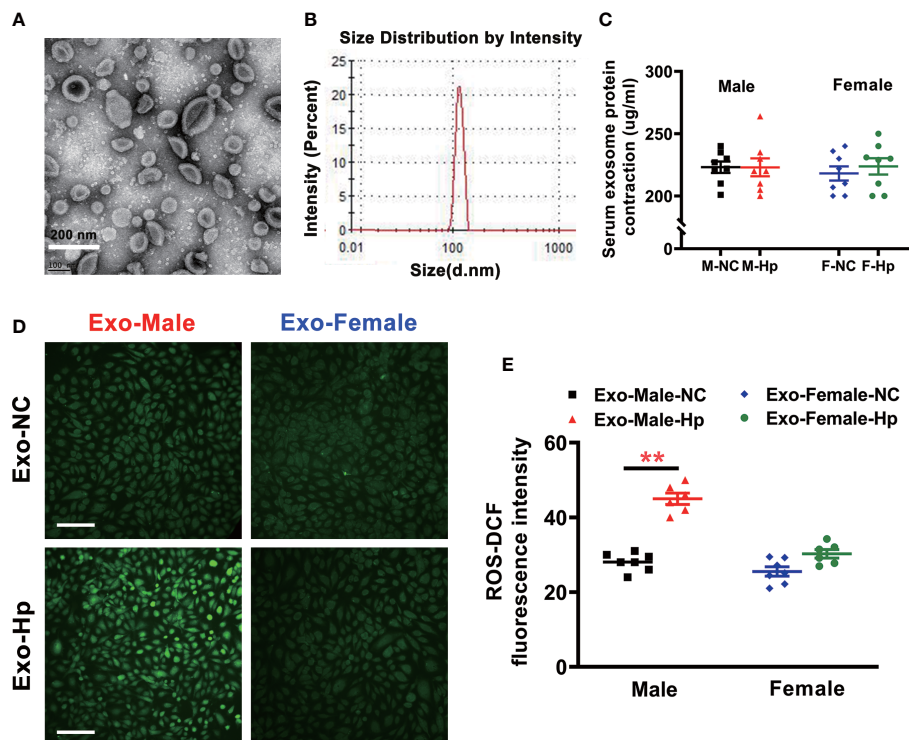 A
200 nm
100 nm
B
Size Distribution by Intensity
Intensity (Percent)
25
20
15
10
5
0
0.01
100
1000
Size(d.nm)
C
Serum exosome protein
contraction (ug/ml)
300
250
200
0
Male
Female
M-NC M-Hp
F-NC F-Hp
D
Exo-Male
Exo-Female
Exo-NC
Exo-Hp
E
Exo-Male-NC
Exo-Female-NC
Exo-Male-Hp
Exo-Female-Hp
ROS-DCF
fluorescence intensity
60
40
20
0
**
Male
Female